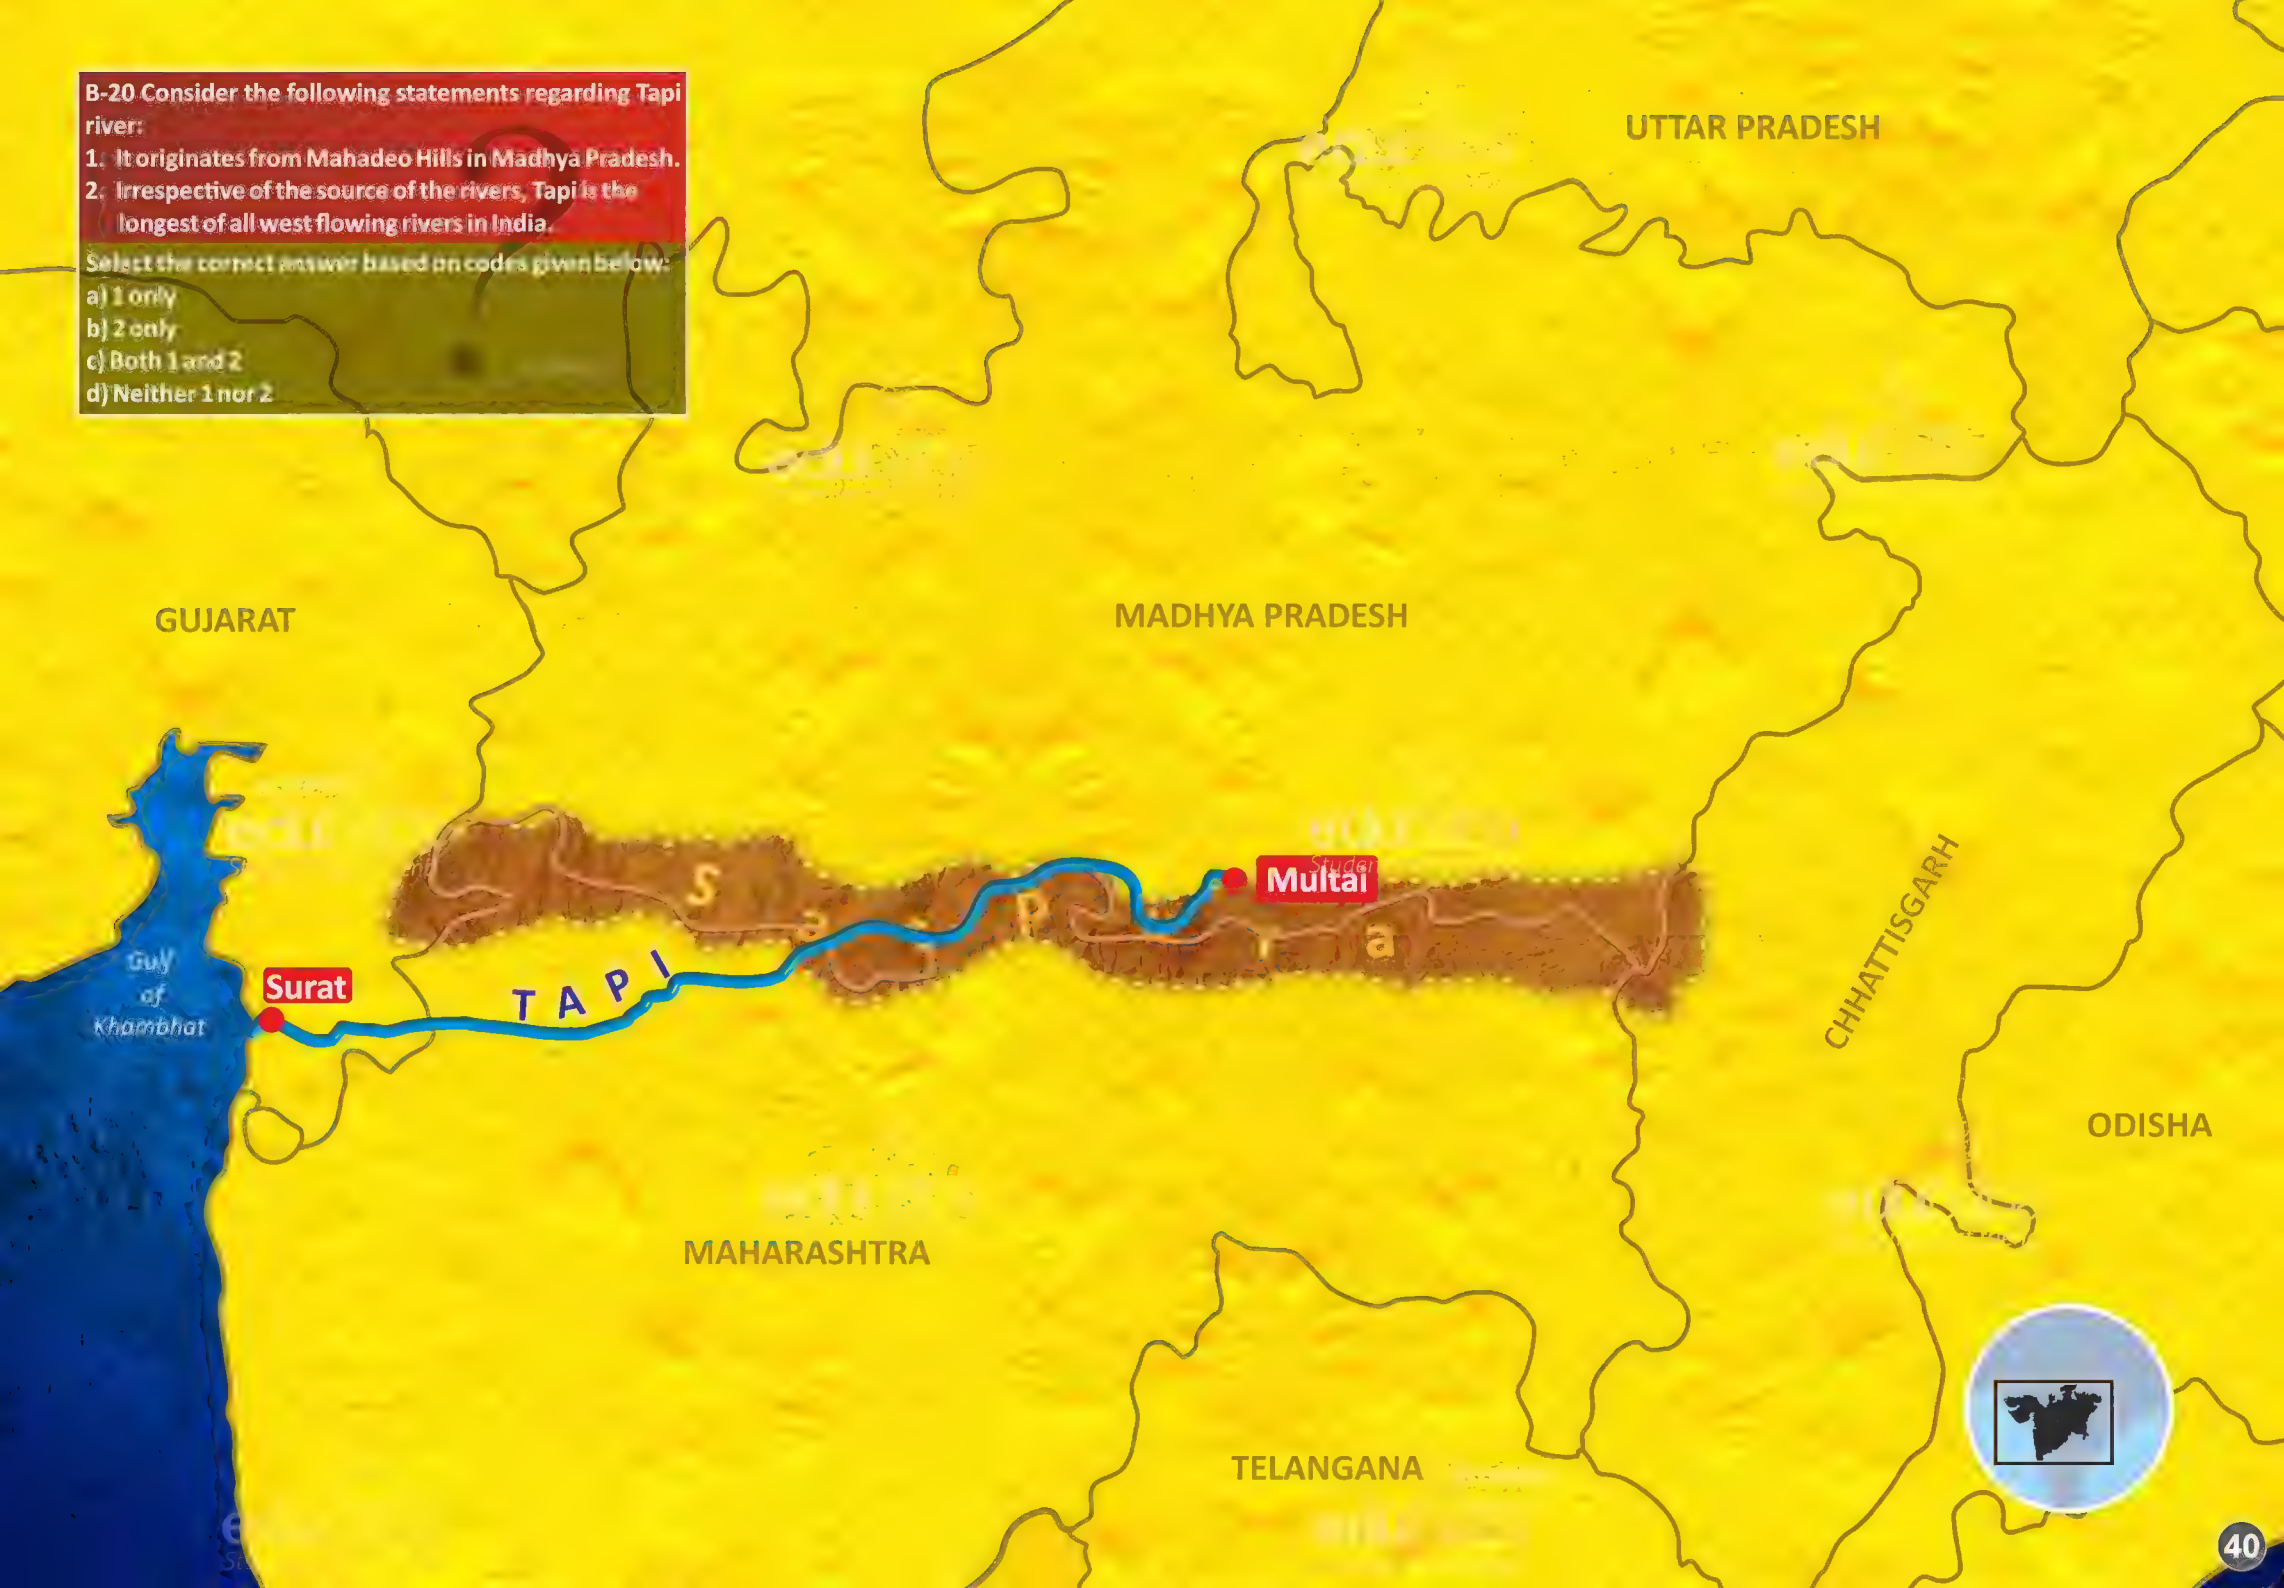 B-20 Consider the following statements regarding Tapi
river:
1. It originates from Mahadeo Hills in Madhya Pradesh.
2. Irrespective of the source of the rivers, Tapi is the
longest of all west flowing rivers in India.
Select the correct answer based on codes given below:
a) 1 only
b) 2 only
c) Both 1 and 2
d) Neither 1 nor 2
UTTAR PRADESH
GUJARAT
MADHYA PRADESH
CHHATTISGARH
S a P r a
Multai
Gulf
of
Khambhat
Surat
TAPI
ODISHA
MAHARASHTRA
TELANGANA
40